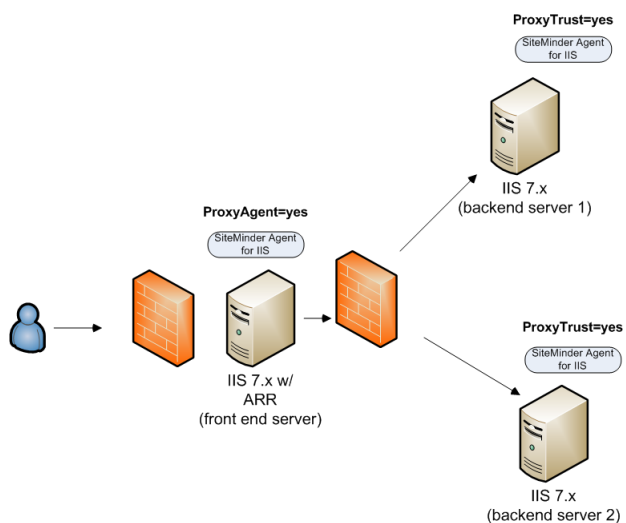 ProxyTrust=yes
SiteMinder Agent
for IIS
IIS 7.x
(backend server 1)
ProxyAgent=yes
SiteMinder Agent
for IIS
IIS 7.x w/
ARR
(front end server)
ProxyTrust=yes
SiteMinder Agent
for IIS
IIS 7.x
(backend server 2)